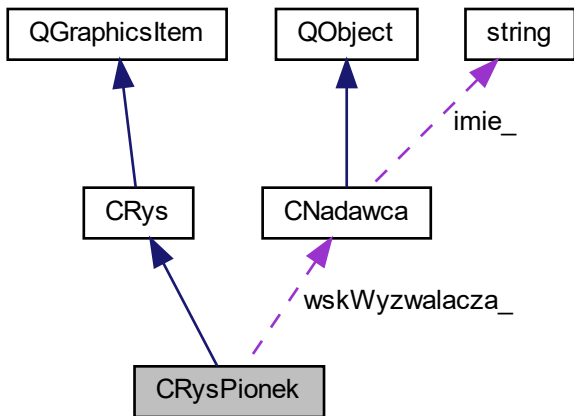 QGraphicsItem
QObject
string
imie_
CRys
CNadawca
wskWyzwalacza_
CRysPionek